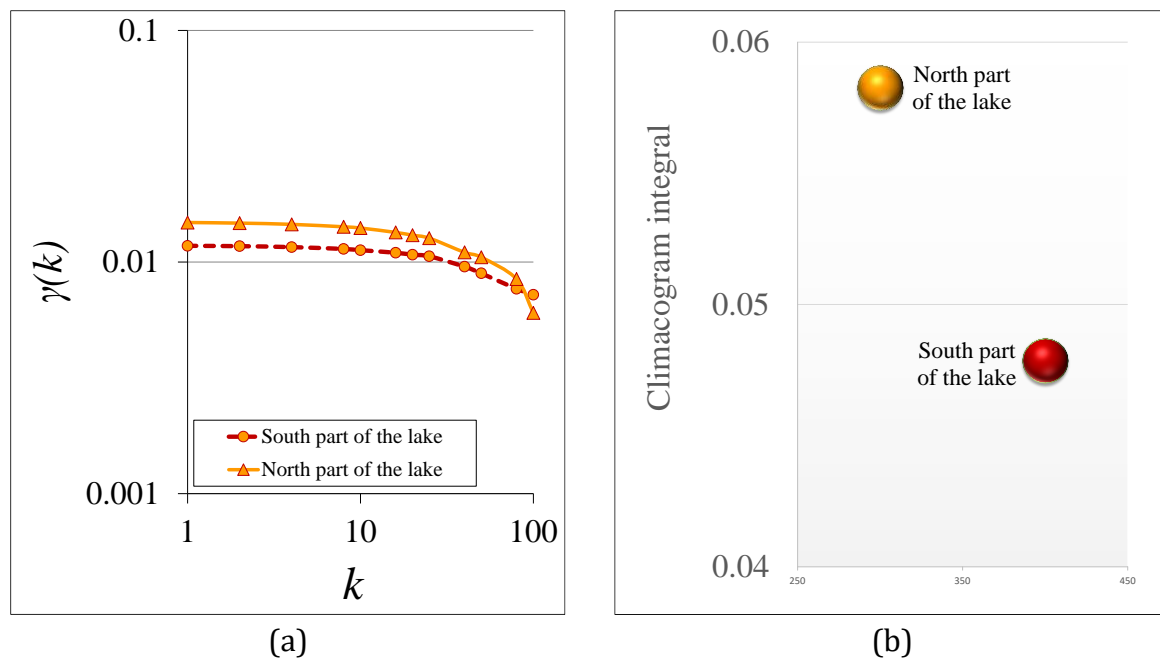 0.1
0.01
0.001
γ(k)
1
10
100
k
South part of the lake
North part of the lake
(a)
0.06
0.05
0.04
Climacogram integral
North part
of the lake
South part
of the lake
250
350
450
(b)